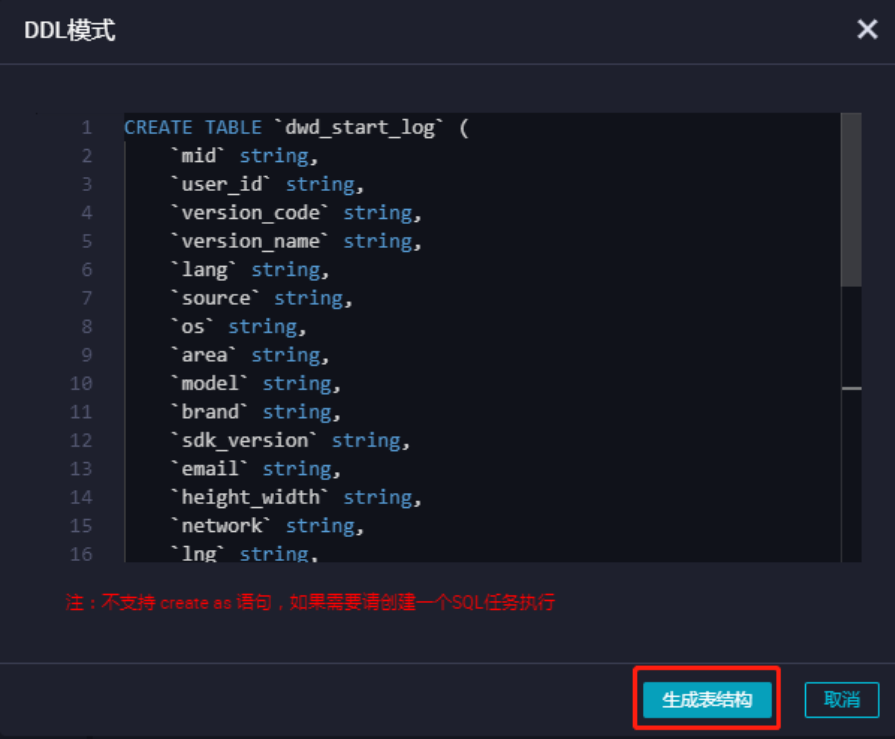 DDL模式
1 CREATE TABLE `dwd_start_log` (
2 `mid` string,
3 `user_id` string,
4 `version_code` string,
5 `version_name` string,
6 `lang` string,
7 `source` string,
8 `os` string,
9 `area` string,
10 `model` string,
11 `brand` string,
12 `sdk_version` string,
13 `email` string,
14 `height_width` string,
15 `network` string,
16 `lng` string,
注：不支持 create as 语句，如果需要请创建一个SQL任务执行
生成表结构 取消